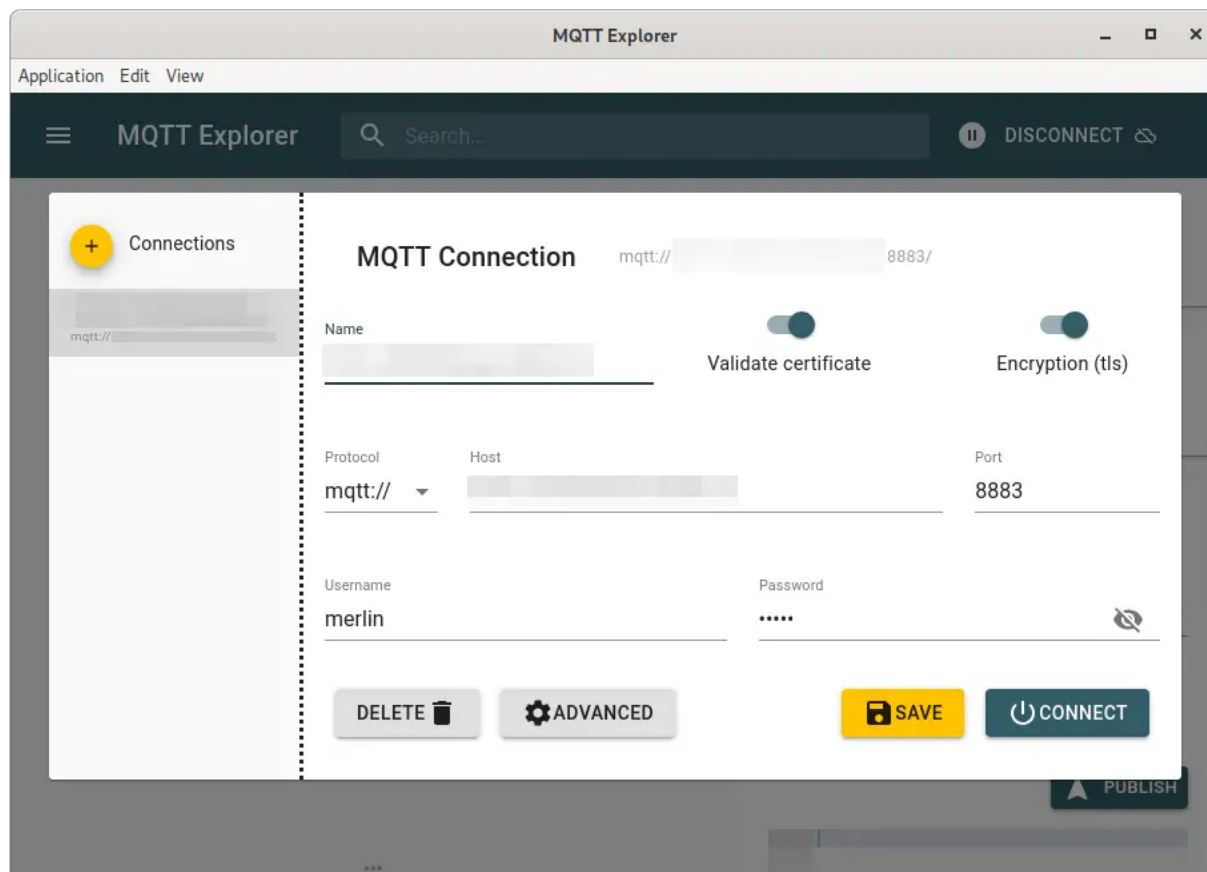 MQTT Explorer
Application Edit View
MQTT Explorer Search... DISCONNECT
+ Connections
mqtt://
MQTT Connection mqtt:// 8883/
Name
Validate certificate Encryption (tls)
Protocol Host Port
mqtt:// 8883
Username Password
merlin •••••
DELETE ADVANCED SAVE CONNECT
PUBLISH
...